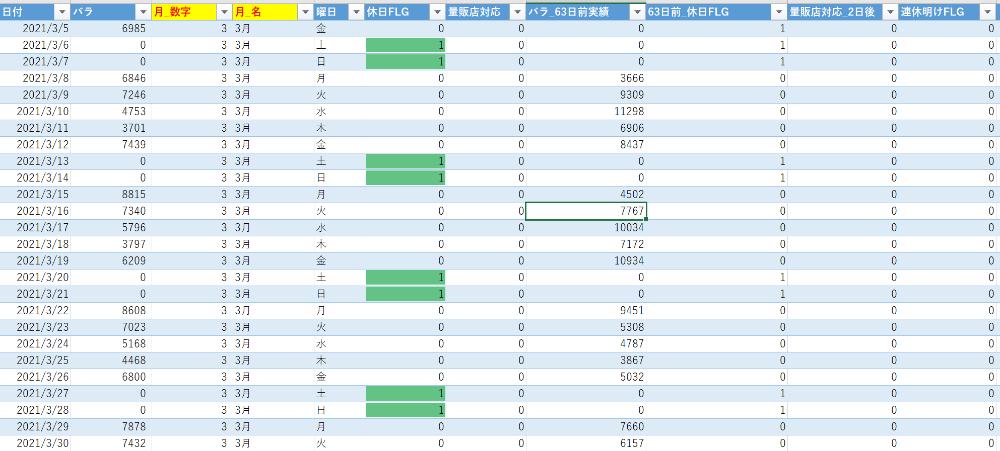 日付 バラ 月_数字 月_名 曜日 休日FLG 量販店対応 バラ_63日前実績 63日前_休日FLG 量販店対応_2日後 連休明けFLG
2021/3/5 6985 3 3月 金 0 0 0 1 0 0
2021/3/6 0 3 3月 土 1 0 0 1 0 0
2021/3/7 0 3 3月 日 1 0 0 1 0 0
2021/3/8 6846 3 3月 月 0 0 3666 0 0 0
2021/3/9 7246 3 3月 火 0 0 9309 0 0 0
2021/3/10 4753 3 3月 水 0 0 11298 0 0 0
2021/3/11 3701 3 3月 木 0 0 6906 0 0 0
2021/3/12 7439 3 3月 金 0 0 8437 0 0 0
2021/3/13 0 3 3月 土 1 0 0 1 0 0
2021/3/14 0 3 3月 日 1 0 0 1 0 0
2021/3/15 8815 3 3月 月 0 0 4502 0 0 0
2021/3/16 7340 3 3月 火 0 0 7767 0 0 0
2021/3/17 5796 3 3月 水 0 0 10034 0 0 0
2021/3/18 3797 3 3月 木 0 0 7172 0 0 0
2021/3/19 6209 3 3月 金 0 0 10934 0 0 0
2021/3/20 0 3 3月 土 1 0 0 1 0 0
2021/3/21 0 3 3月 日 1 0 0 1 0 0
2021/3/22 8608 3 3月 月 0 0 9451 0 0 0
2021/3/23 7023 3 3月 火 0 0 5308 0 0 0
2021/3/24 5168 3 3月 水 0 0 4787 0 0 0
2021/3/25 4468 3 3月 木 0 0 3867 0 0 0
2021/3/26 6800 3 3月 金 0 0 5032 0 0 0
2021/3/27 0 3 3月 土 1 0 0 1 0 0
2021/3/28 0 3 3月 日 1 0 0 1 0 0
2021/3/29 7878 3 3月 月 0 0 7660 0 0 0
2021/3/30 7432 3 3月 火 0 0 6157 0 0 0